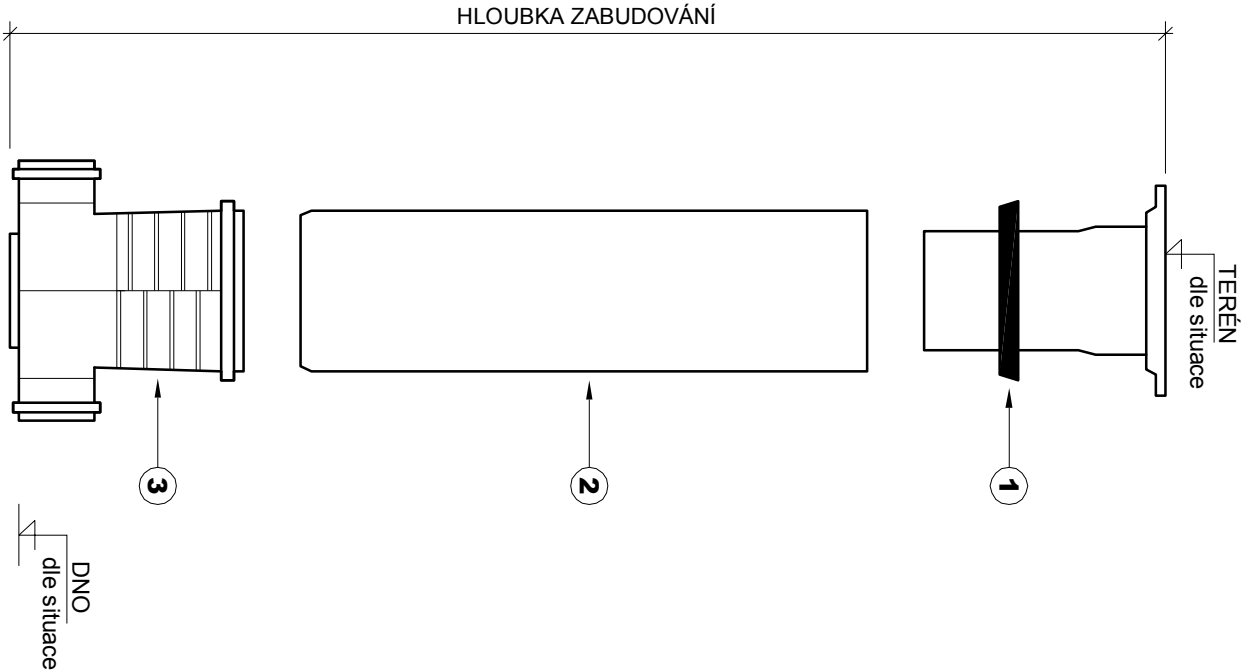 HLOUBKA ZABUDOVÁNÍ
TERÉN
dle situace
1
2
3
DNO
dle situace